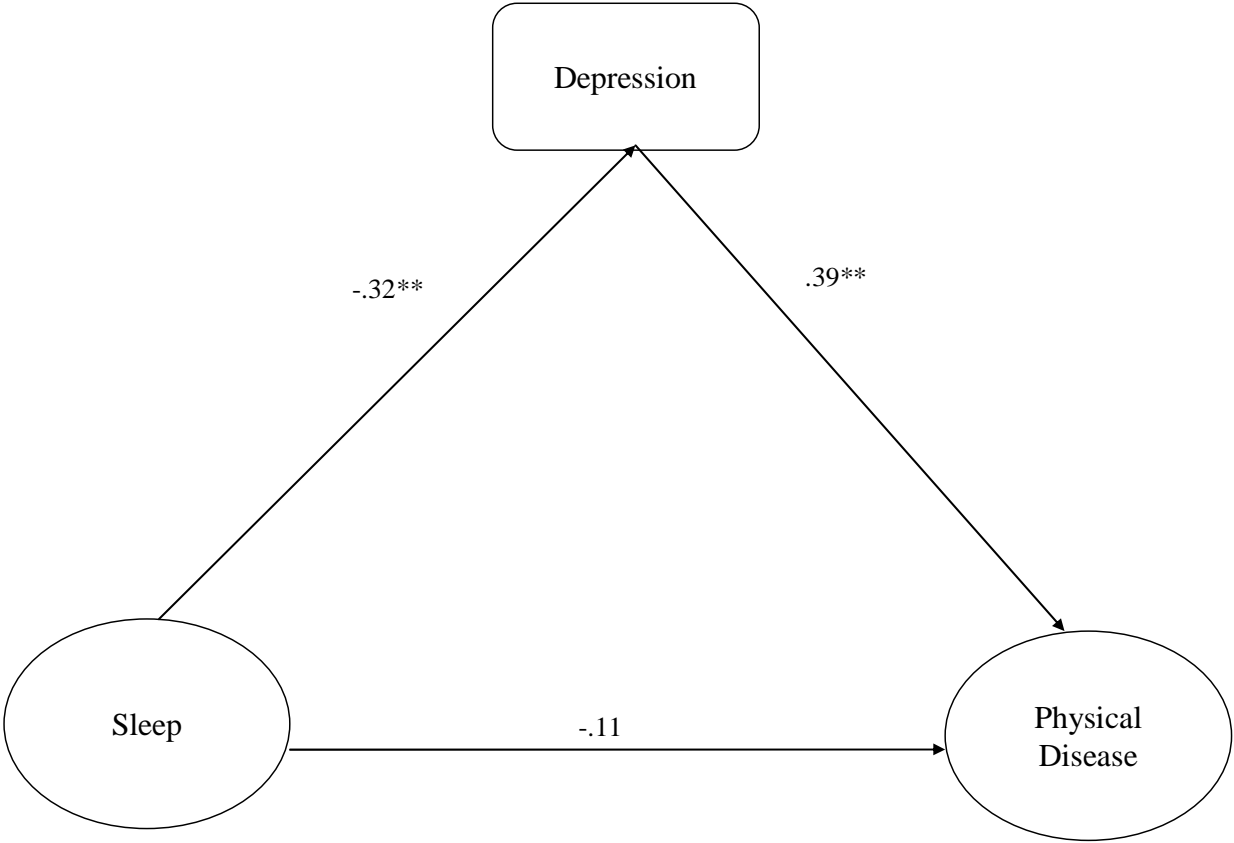 Depression
-.32**
.39**
Sleep
-.11
Physical
Disease